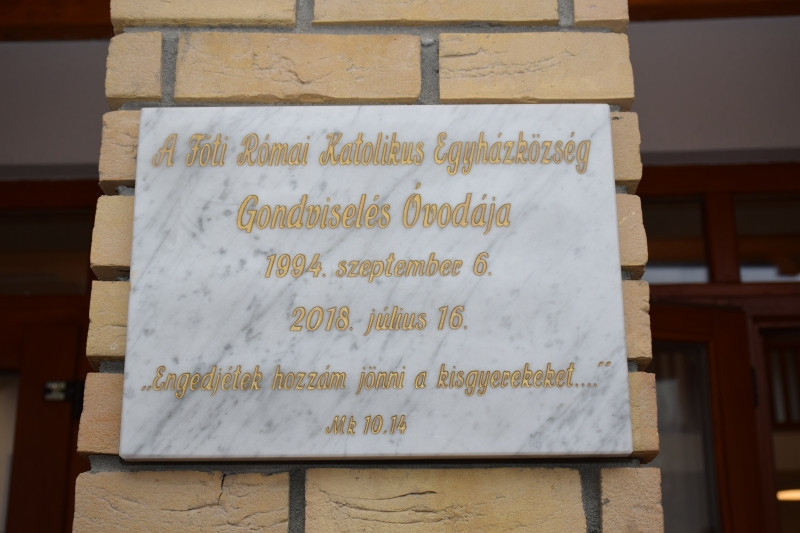 A Fóti Római Katolikus Egyházközség
Gondviselés Óvodája
1994. szeptember 6.
2018. július 16.
„Engedjétek hozzám jönni a kisgyerekeket...."
Mk 10.14